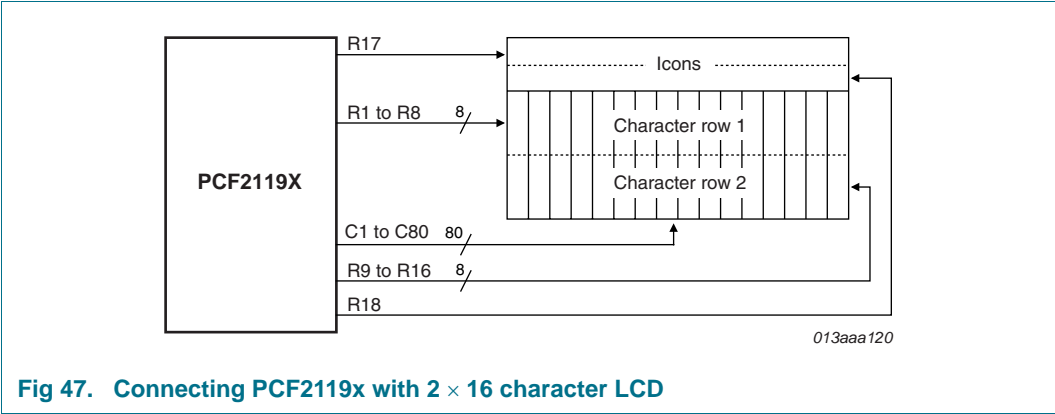 R17
Icons
R1 to R8 8
Character row 1
PCF2119X
Character row 2
C1 to C80 80
R9 to R16 8
R18
013aaa120
Fig 47. Connecting PCF2119x with 2 × 16 character LCD